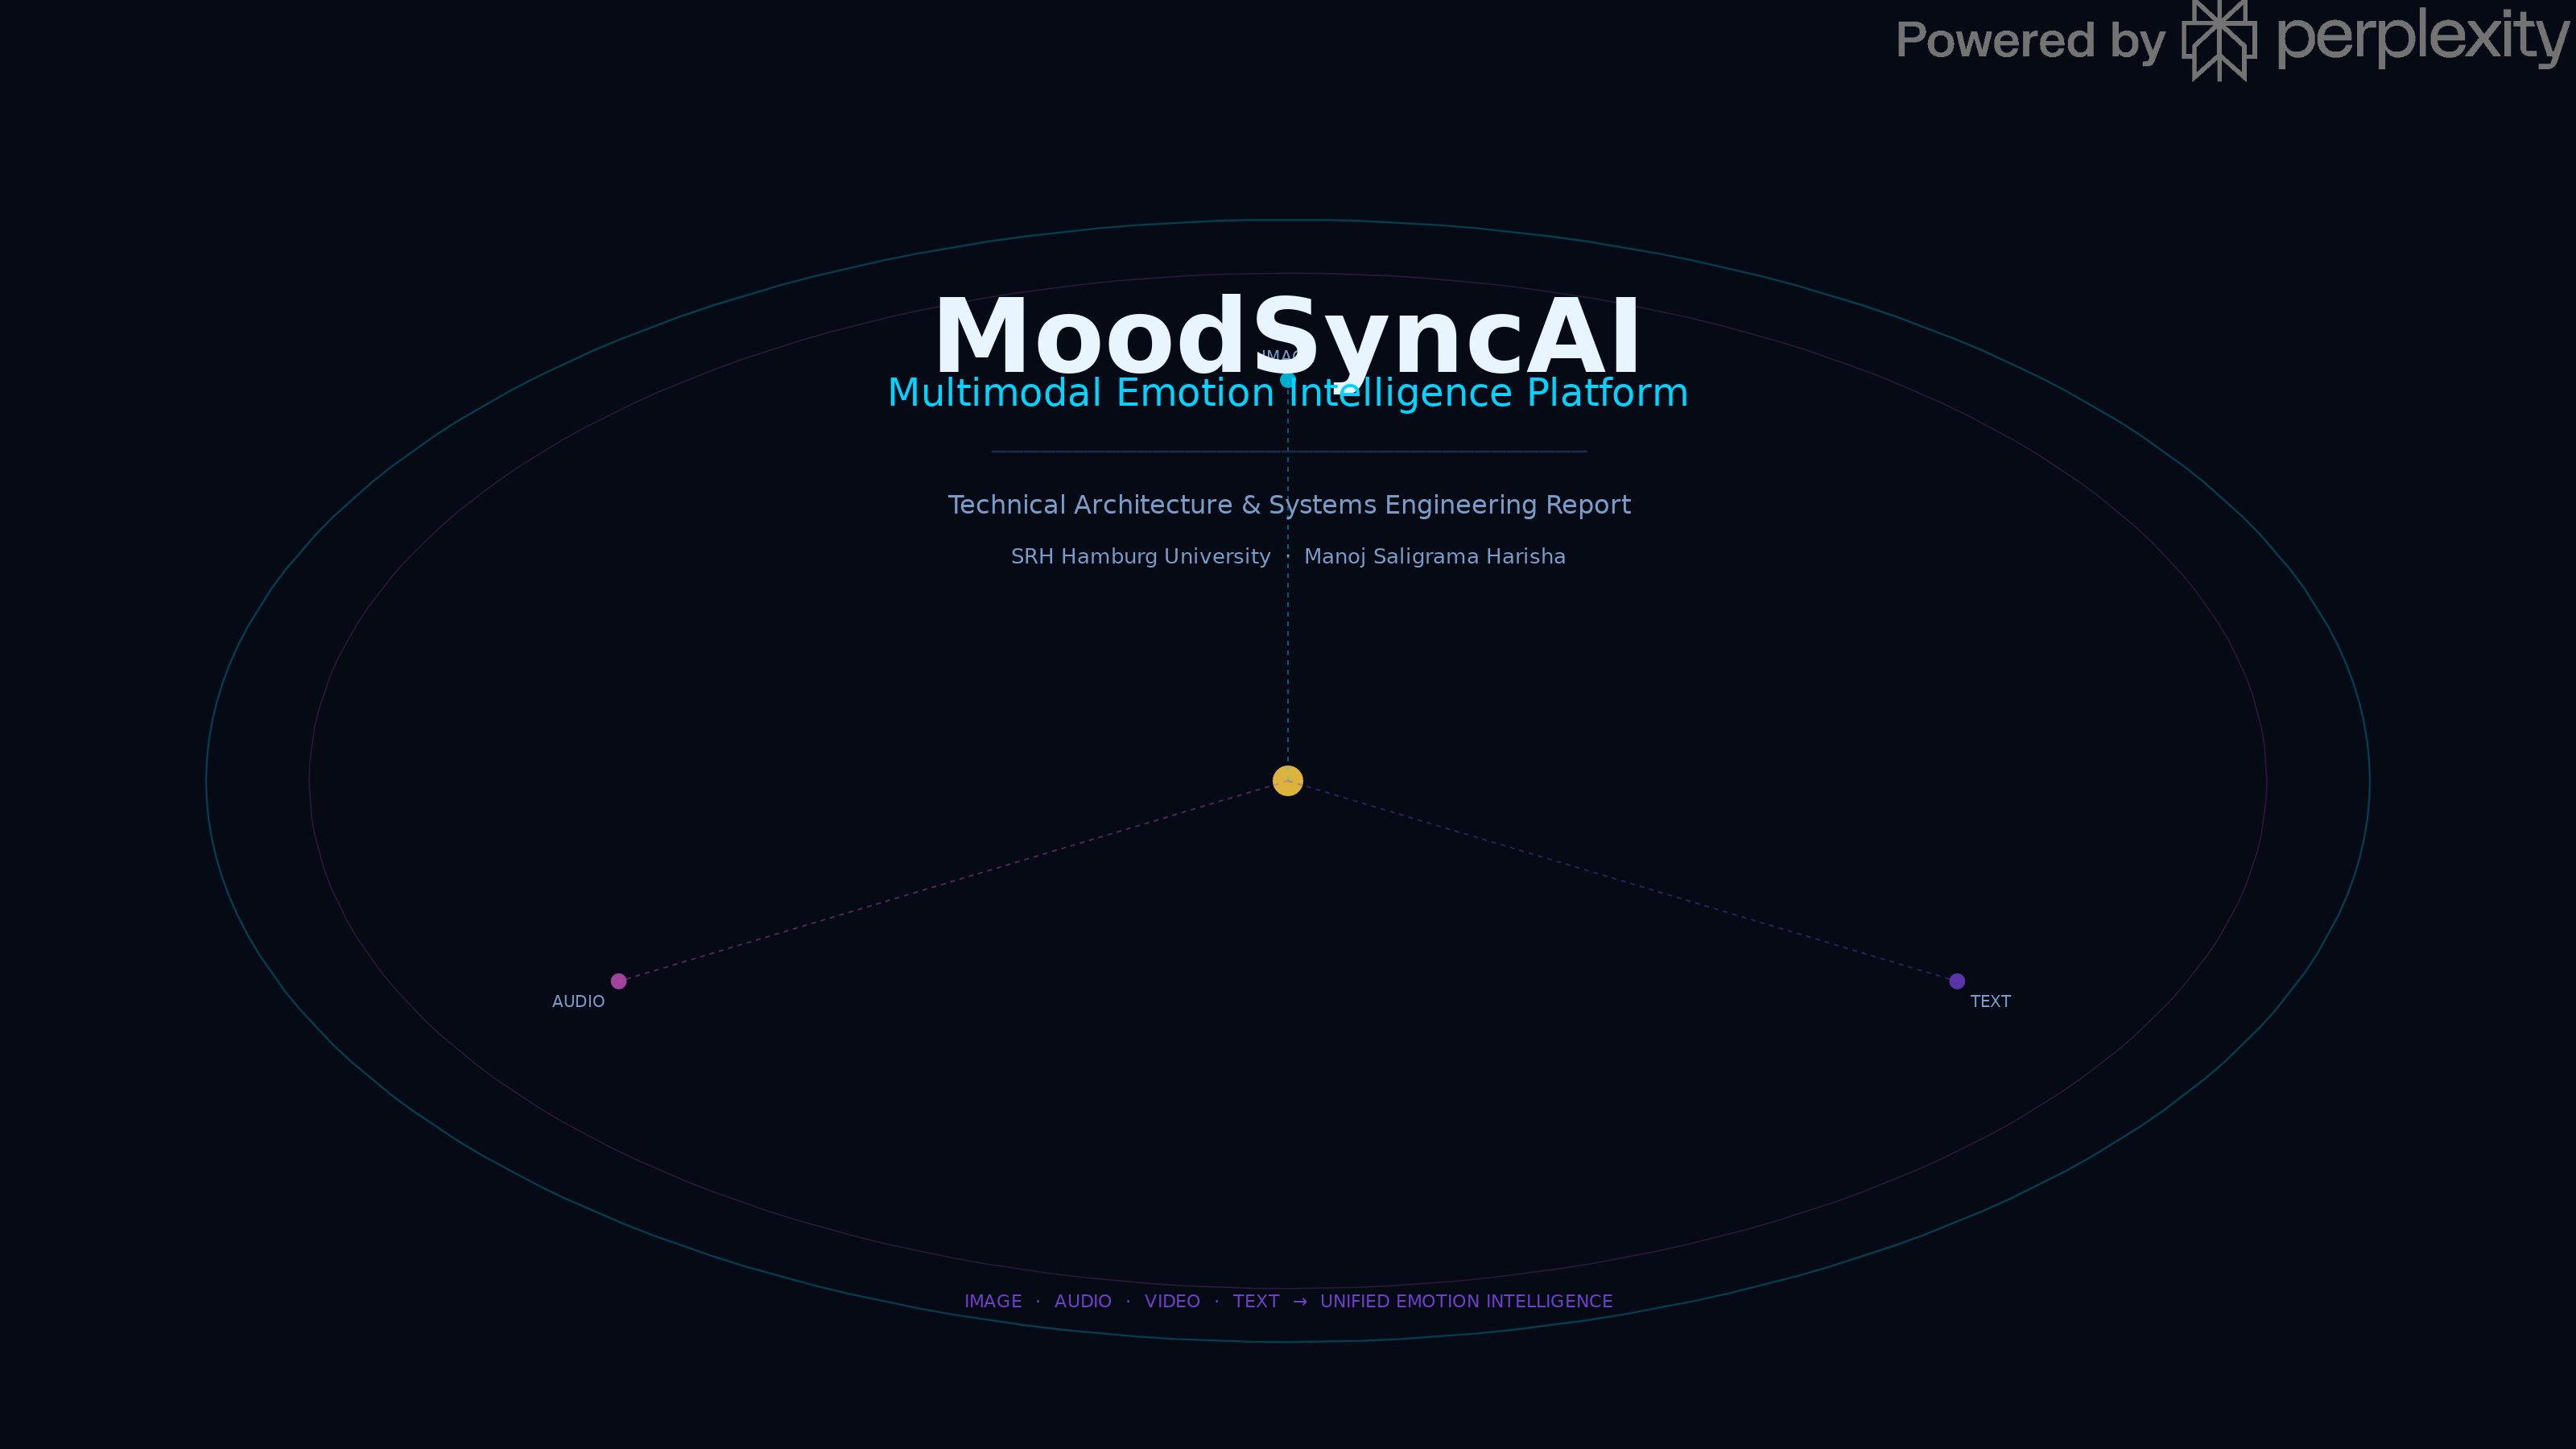 Powered by perplexity
MoodSyncAI
Multimodal Emotion Intelligence Platform
Technical Architecture & Systems Engineering Report
SRH Hamburg University · Manoj Saligrama Harisha
AUDIO
TEXT
IMAGE · AUDIO · VIDEO · TEXT → UNIFIED EMOTION INTELLIGENCE